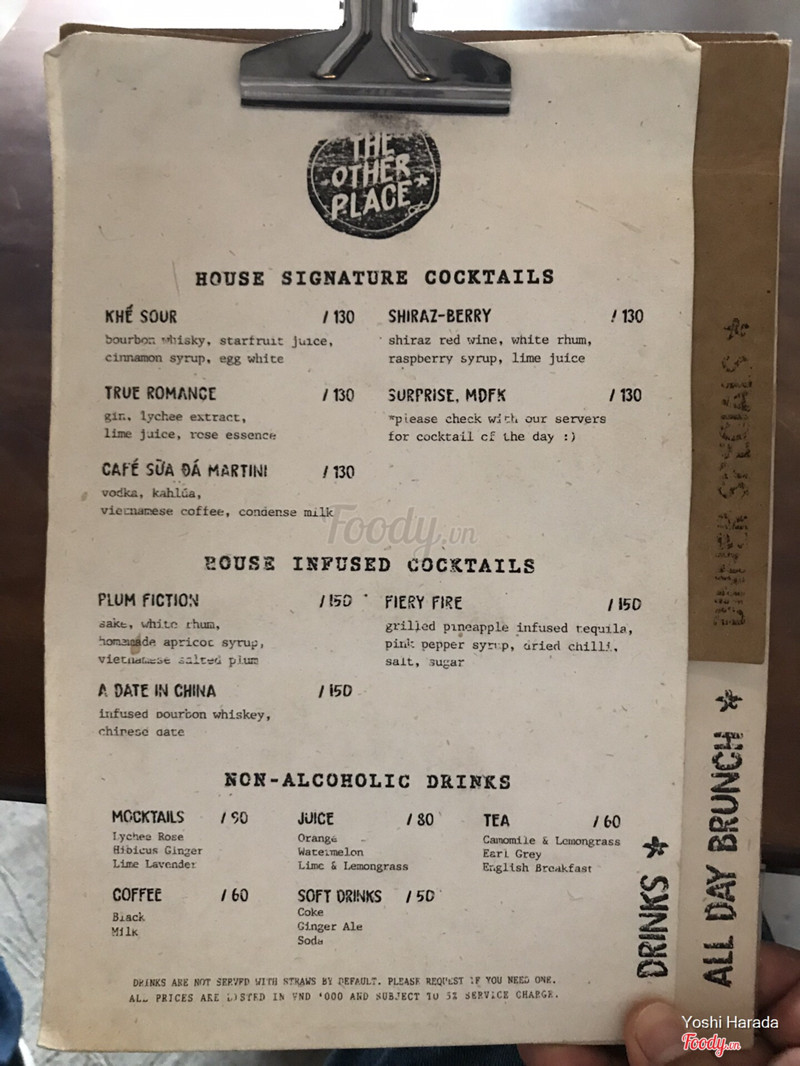 THE
OTHER
PLACE*
HOUSE SIGNATURE COCKTAILS
KHẾ SOUR / 130
bourbon whisky, starfruit juice,
cinnamon syrup, egg white
SHIRAZ-BERRY / 130
shiraz red wine, white rhum,
raspberry syrup, lime juice
TRUE ROMANCE / 130
gin, lychee extract,
lime juice, rose essence
SURPRISE, MDFK / 130
*please check with our servers
for cocktail of the day :)
CAFÉ SỮA ĐÁ MARTINI / 130
vodka, kahlúa,
vietnamese coffee, condense milk
Foody.vn
HOUSE INFUSED COCKTAILS
PLUM FICTION / 150
sake, white rhum,
homemade apricot syrup,
vietnamese salted plum
FIERY FIRE / 150
grilled pineapple infused tequila,
pink pepper syrup, dried chilli,
salt, sugar
A DATE IN CHINA / 150
infused bourbon whiskey,
chinese date
NON-ALCOHOLIC DRINKS
MOCKTAILS / 90
Lychee Rose
Hibicus Ginger
Lime Lavender
JUICE / 80
Orange
Watermelon
Lime & Lemongrass
TEA / 60
Camomile & Lemongrass
Earl Grey
English Breakfast
COFFEE / 60
Black
Milk
SOFT DRINKS / 50
Coke
Ginger Ale
Soda
DRINKS ARE NOT SERVED WITH STRAWS BY DEFAULT. PLEASE REQUEST IF YOU NEED ONE.
ALL PRICES ARE LISTED IN VND '000 AND SUBJECT TO 5% SERVICE CHARGE.
DRINKS *
ALL DAY BRUNCH *
DINNER SPECIALS *
Yoshi Harada
Foody.vn